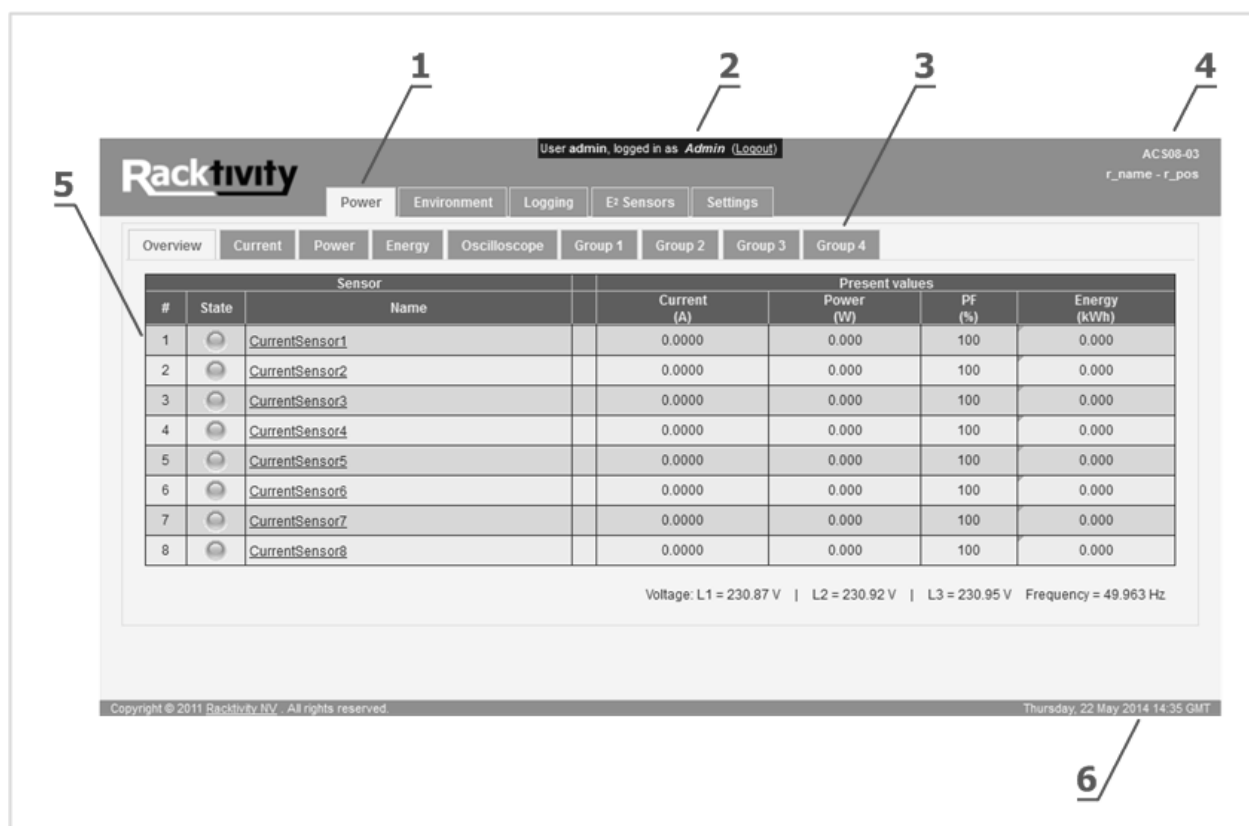 1 2 3 4
User admin, logged in as Admin (Logout)
ACS08-03
Racktivity
r_name - r_pos
5
Power Environment Logging E² Sensors Settings
Overview Current Power Energy Oscilloscope Group 1 Group 2 Group 3 Group 4
Sensor Present values
# State Name Current (A) Power (W) PF (%) Energy (kWh)
1 CurrentSensor1 0.0000 0.000 100 0.000
2 CurrentSensor2 0.0000 0.000 100 0.000
3 CurrentSensor3 0.0000 0.000 100 0.000
4 CurrentSensor4 0.0000 0.000 100 0.000
5 CurrentSensor5 0.0000 0.000 100 0.000
6 CurrentSensor6 0.0000 0.000 100 0.000
7 CurrentSensor7 0.0000 0.000 100 0.000
8 CurrentSensor8 0.0000 0.000 100 0.000
Voltage: L1 = 230.87 V | L2 = 230.92 V | L3 = 230.95 V Frequency = 49.963 Hz
Copyright © 2011 Racktivity NV . All rights reserved. Thursday, 22 May 2014 14:35 GMT
6